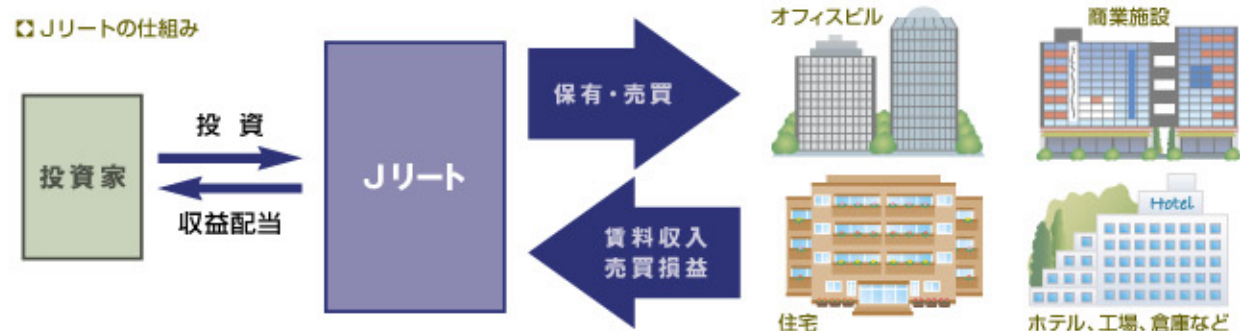 Jリートの仕組み
投資家
投資
収益配当
Jリート
保有・売買
賃料収入
売買損益
オフィスビル
商業施設
住宅
Hotel
ホテル、工場、倉庫など